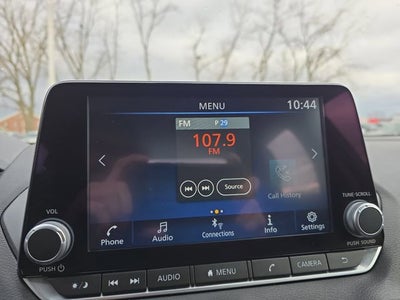 MENU 10:44
FM P 29
107.9
FM
Source
Call History
Phone Audio Connections Info Settings
VOL
PUSH
TUNE·SCROLL
PUSH SOUND
AUDIO MENU CAMERA